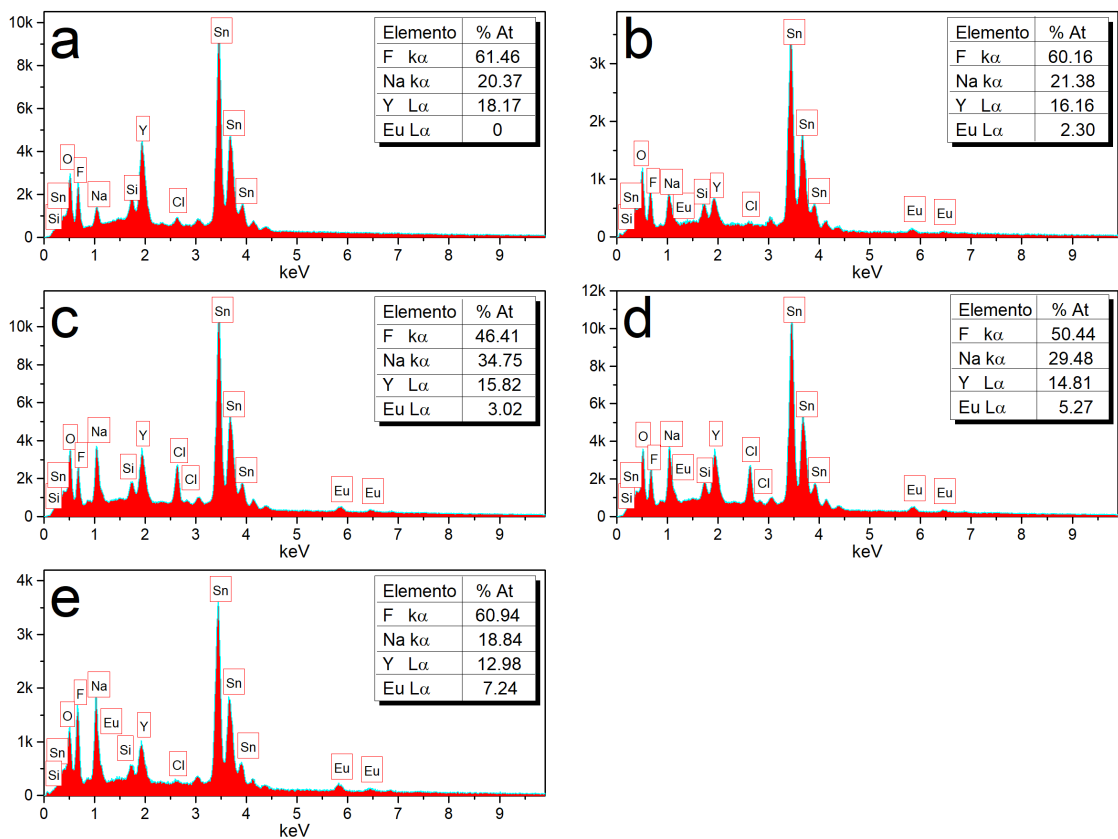 a
10k
8k
6k
4k
2k
0
Sn
Y
Sn
O
F
Sn
Na
Si
Cl
Sn
Si
0 1 2 3 4 5 6 7 8 9
keV
Elemento % At
F kα 61.46
Na kα 20.37
Y Lα 18.17
Eu Lα 0
b
3k
2k
1k
0
Sn
Sn
O
F
Na
Sn
Eu
Si
Y
Cl
Sn
Si
Eu
Eu
0 1 2 3 4 5 6 7 8 9
keV
Elemento % At
F kα 60.16
Na kα 21.38
Y Lα 16.16
Eu Lα 2.30
c
10k
8k
6k
4k
2k
0
Sn
Sn
O
F
Na
Y
Cl
Sn
Si
Cl
Sn
Si
Eu
Eu
0 1 2 3 4 5 6 7 8 9
keV
Elemento % At
F kα 46.41
Na kα 34.75
Y Lα 15.82
Eu Lα 3.02
d
12k
10k
8k
6k
4k
2k
0
Sn
Sn
O
F
Na
Y
Cl
Sn
Eu
Si
Cl
Sn
Si
Eu
Eu
0 1 2 3 4 5 6 7 8 9
keV
Elemento % At
F kα 50.44
Na kα 29.48
Y Lα 14.81
Eu Lα 5.27
e
4k
3k
2k
1k
0
Sn
Sn
O
F
Na
Eu
Y
Sn
Si
Cl
Sn
Si
Eu
Eu
0 1 2 3 4 5 6 7 8 9
keV
Elemento % At
F kα 60.94
Na kα 18.84
Y Lα 12.98
Eu Lα 7.24